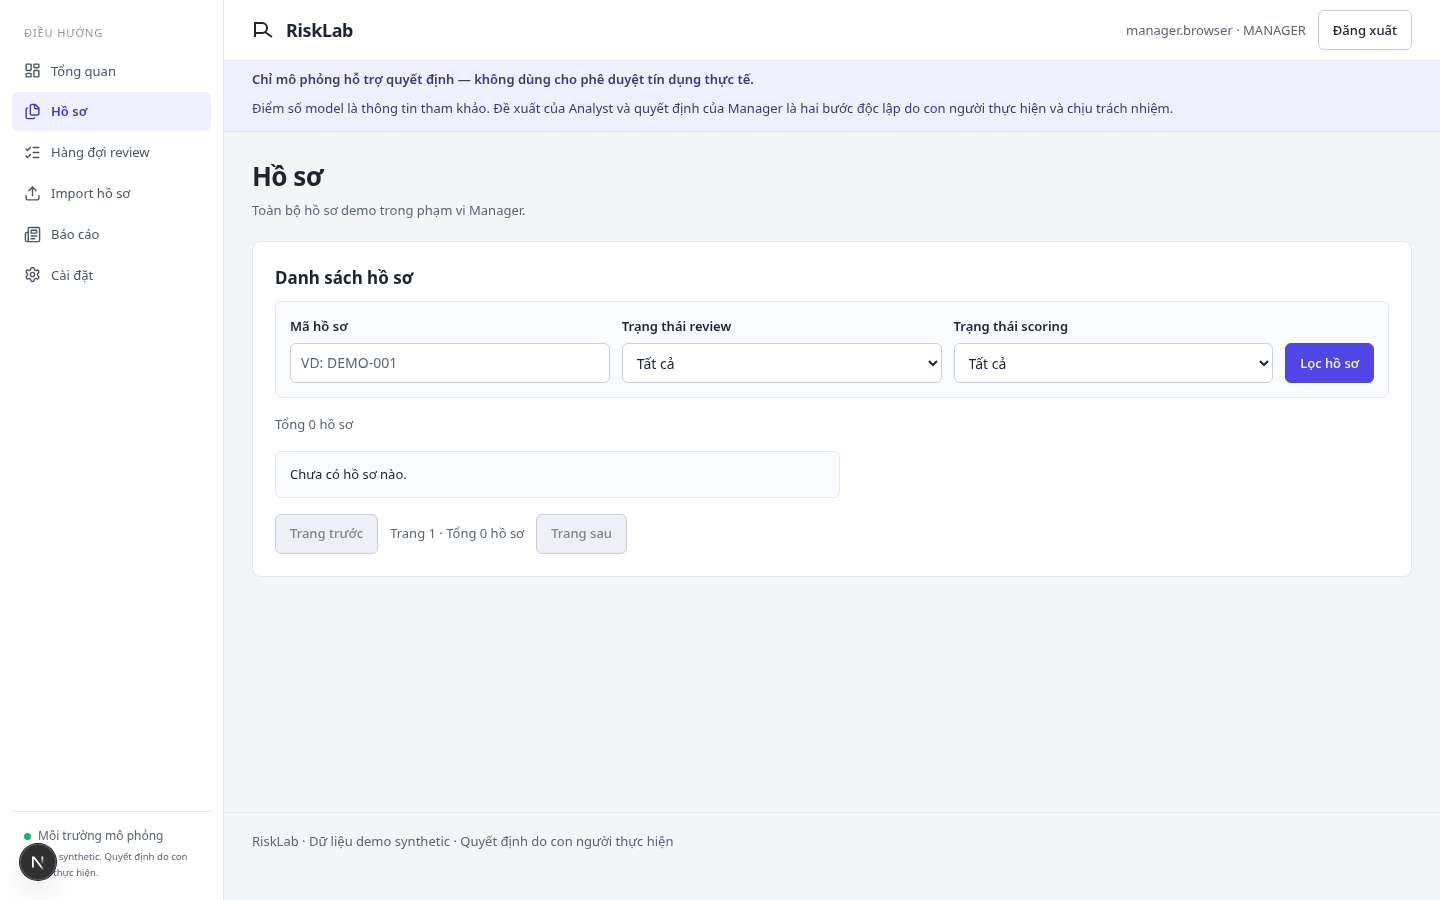 ĐIỀU HƯỚNG
Tổng quan
Hồ sơ
Hàng đợi review
Import hồ sơ
Báo cáo
Cài đặt
Môi trường mô phỏng
synthetic. Quyết định do con
thực hiện.
RiskLab
manager.browser · MANAGER
Đăng xuất
Chỉ mô phỏng hỗ trợ quyết định — không dùng cho phê duyệt tín dụng thực tế.
Điểm số model là thông tin tham khảo. Đề xuất của Analyst và quyết định của Manager là hai bước độc lập do con người thực hiện và chịu trách nhiệm.
Hồ sơ
Toàn bộ hồ sơ demo trong phạm vi Manager.
Danh sách hồ sơ
Mã hồ sơ
Trạng thái review
Trạng thái scoring
VD: DEMO-001
Tất cả
Tất cả
Lọc hồ sơ
Tổng 0 hồ sơ
Chưa có hồ sơ nào.
Trang trước
Trang 1 · Tổng 0 hồ sơ
Trang sau
RiskLab · Dữ liệu demo synthetic · Quyết định do con người thực hiện